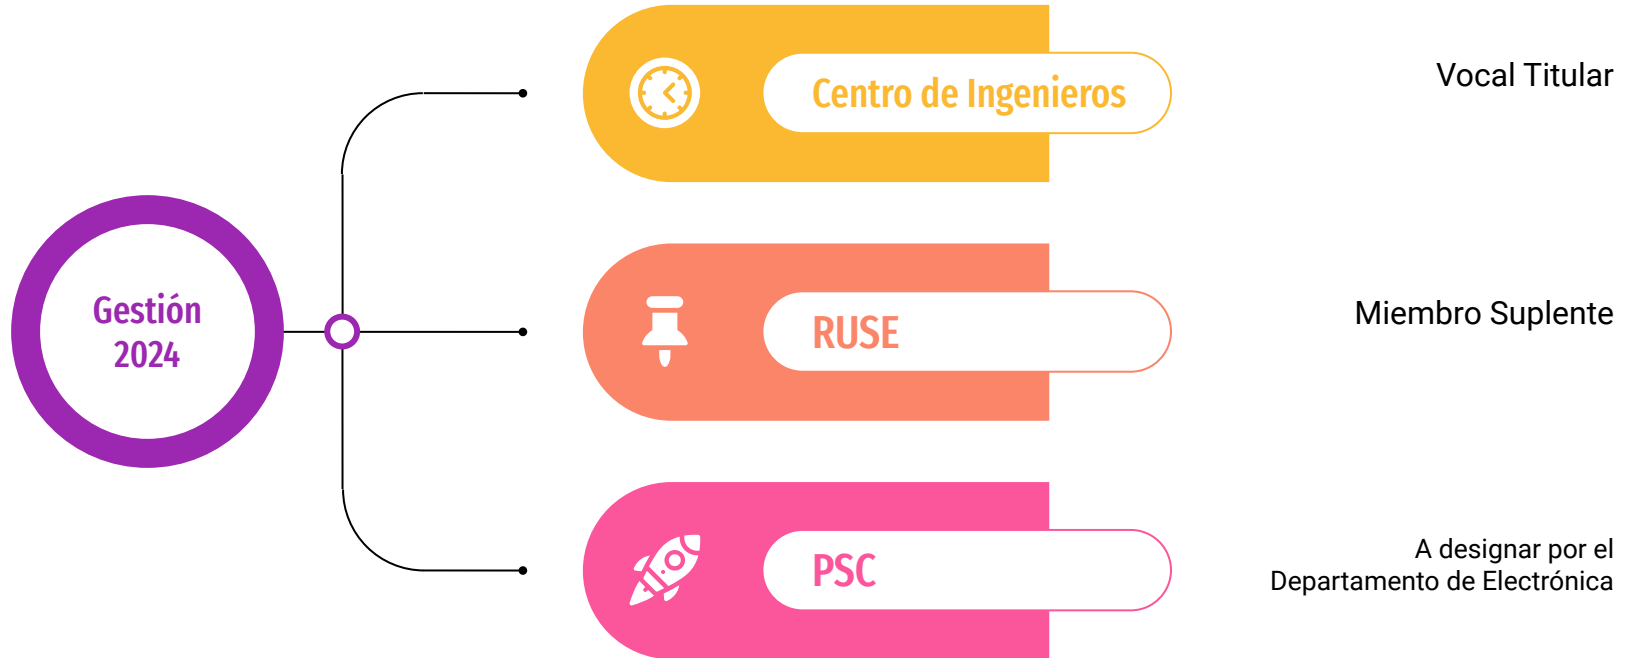 Gestión
2024
Centro de Ingenieros
Vocal Titular
RUSE
Miembro Suplente
PSC
A designar por el
Departamento de Electrónica